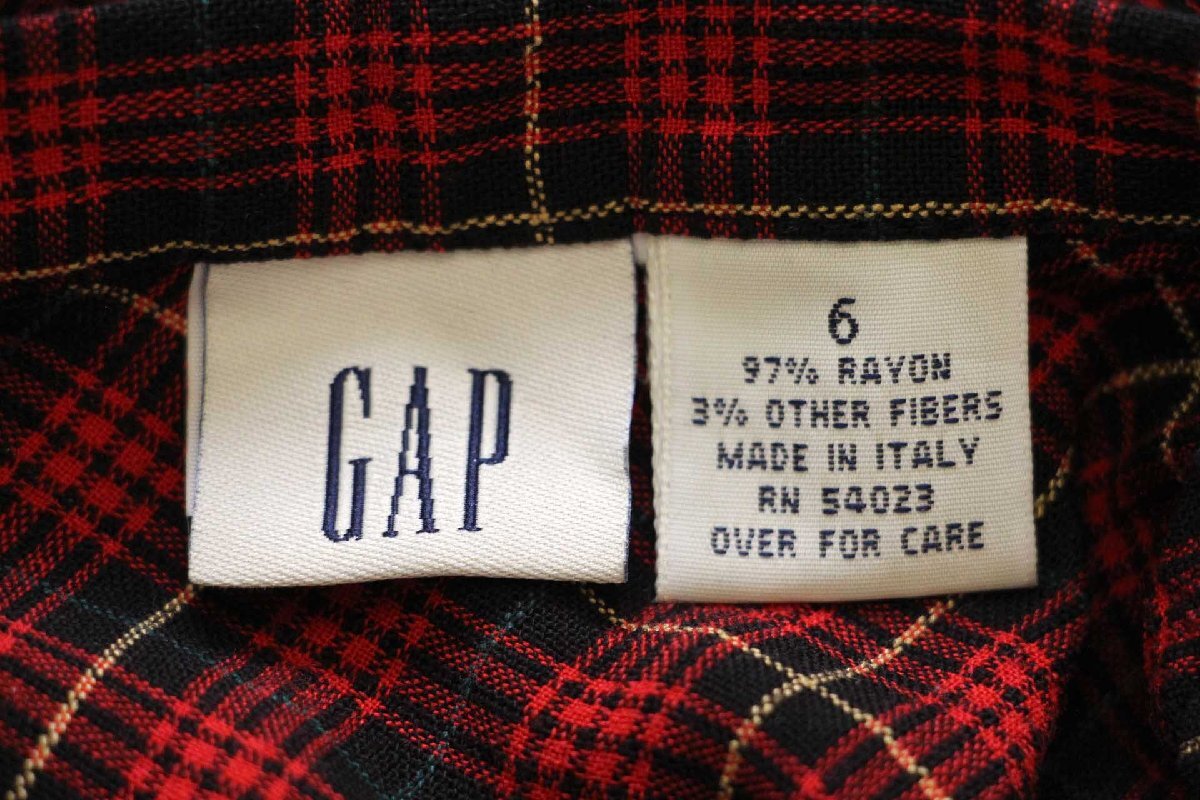 GAP
6
97% RAYON
3% OTHER FIBERS
MADE IN ITALY
RN 54023
OVER FOR CARE